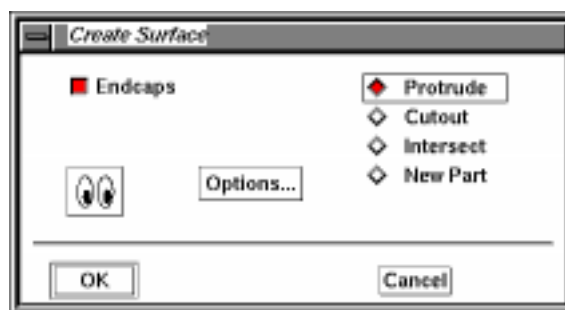 Create Surface
Endcaps
Protrude
Cutout
Intersect
New Part
Options...
OK
Cancel